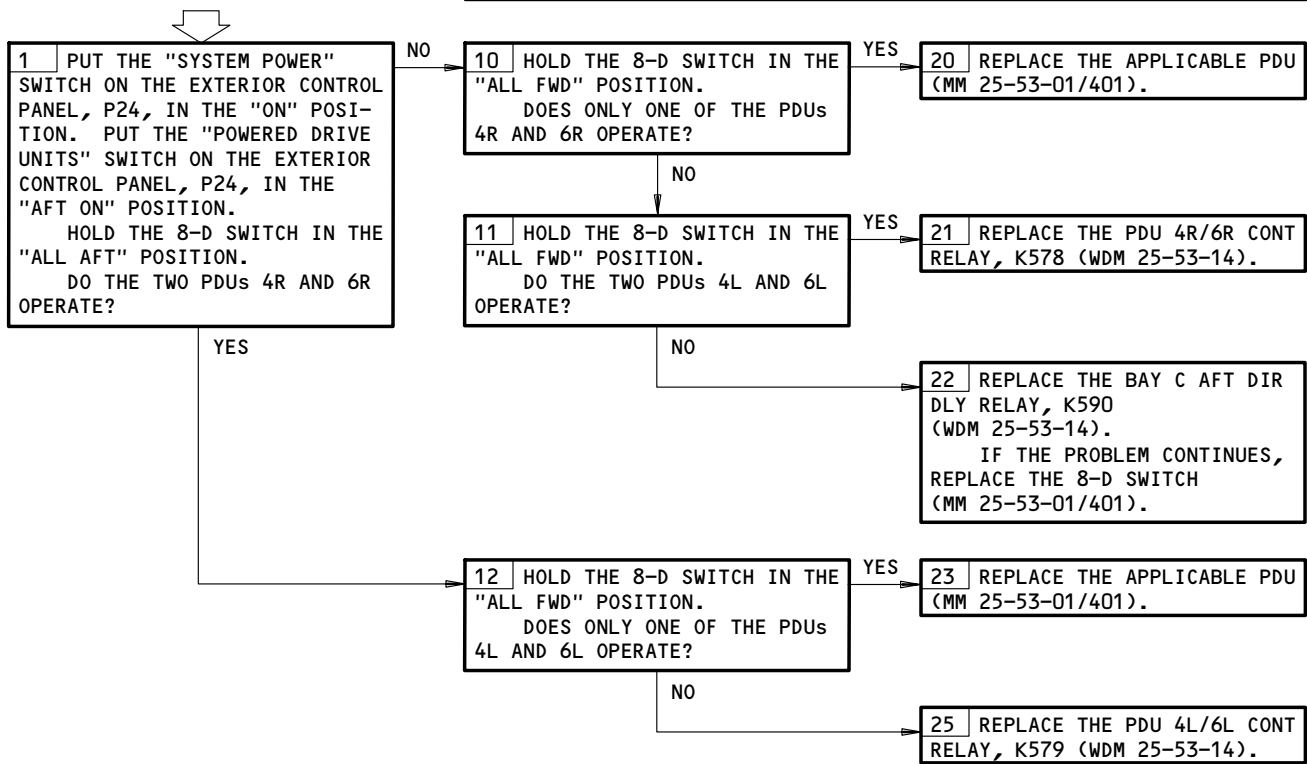 1 PUT THE "SYSTEM POWER"
SWITCH ON THE EXTERIOR CONTROL
PANEL, P24, IN THE "ON" POSI-
TION. PUT THE "POWERED DRIVE
UNITS" SWITCH ON THE EXTERIOR
CONTROL PANEL, P24, IN THE
"AFT ON" POSITION.
HOLD THE 8-D SWITCH IN THE
"ALL AFT" POSITION.
DO THE TWO PDUs 4R AND 6R
OPERATE?
NO
YES
10 HOLD THE 8-D SWITCH IN THE
"ALL FWD" POSITION.
DOES ONLY ONE OF THE PDUs
4R AND 6R OPERATE?
YES
NO
20 REPLACE THE APPLICABLE PDU
(MM 25-53-01/401).
11 HOLD THE 8-D SWITCH IN THE
"ALL FWD" POSITION.
DO THE TWO PDUs 4L AND 6L
OPERATE?
YES
NO
21 REPLACE THE PDU 4R/6R CONT
RELAY, K578 (WDM 25-53-14).
22 REPLACE THE BAY C AFT DIR
DLY RELAY, K590
(WDM 25-53-14).
IF THE PROBLEM CONTINUES,
REPLACE THE 8-D SWITCH
(MM 25-53-01/401).
12 HOLD THE 8-D SWITCH IN THE
"ALL FWD" POSITION.
DOES ONLY ONE OF THE PDUs
4L AND 6L OPERATE?
YES
NO
23 REPLACE THE APPLICABLE PDU
(MM 25-53-01/401).
25 REPLACE THE PDU 4L/6L CONT
RELAY, K579 (WDM 25-53-14).